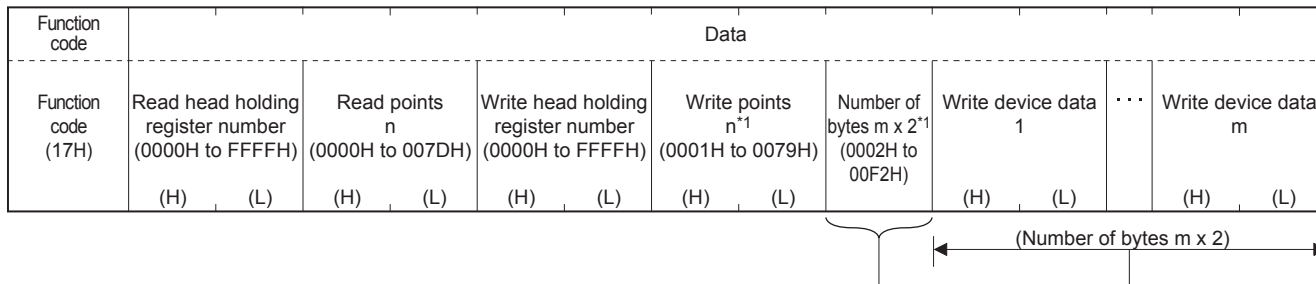 Function
code
Data
Function
code
(17H)
Read head holding
register number
(0000H to FFFFH)
(H) (L)
Read points
n
(0000H to 007DH)
(H) (L)
Write head holding
register number
(0000H to FFFFH)
(H) (L)
Write points
n*1
(0001H to 0079H)
(H) (L)
Number of
bytes m x 2*1
(0002H to
00F2H)
Write device data
1
(H) (L)
···
Write device data
m
(H) (L)
(Number of bytes m x 2)